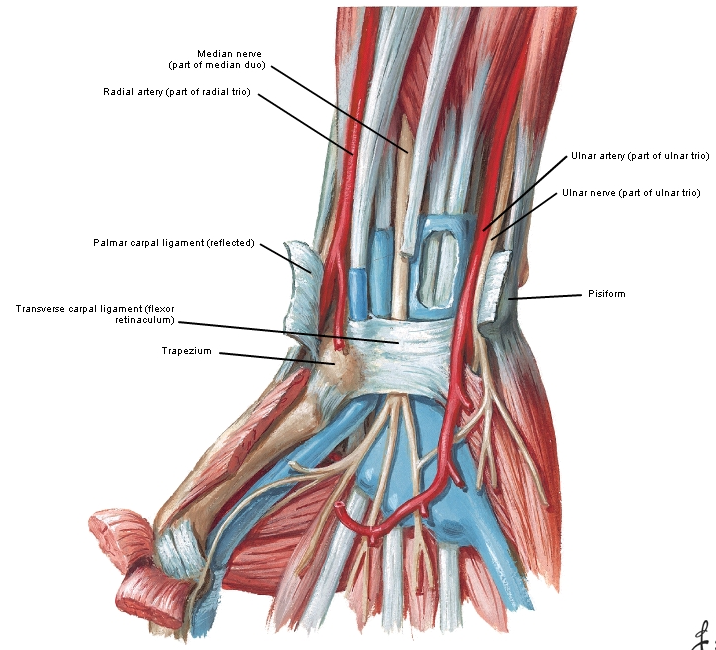 Median nerve
(part of median duo)
Radial artery (part of radial trio)
Ulnar artery (part of ulnar trio)
Ulnar nerve (part of ulnar trio)
Palmar carpal ligament (reflected)
Pisiform
Transverse carpal ligament (flexor
retinaculum)
Trapezium